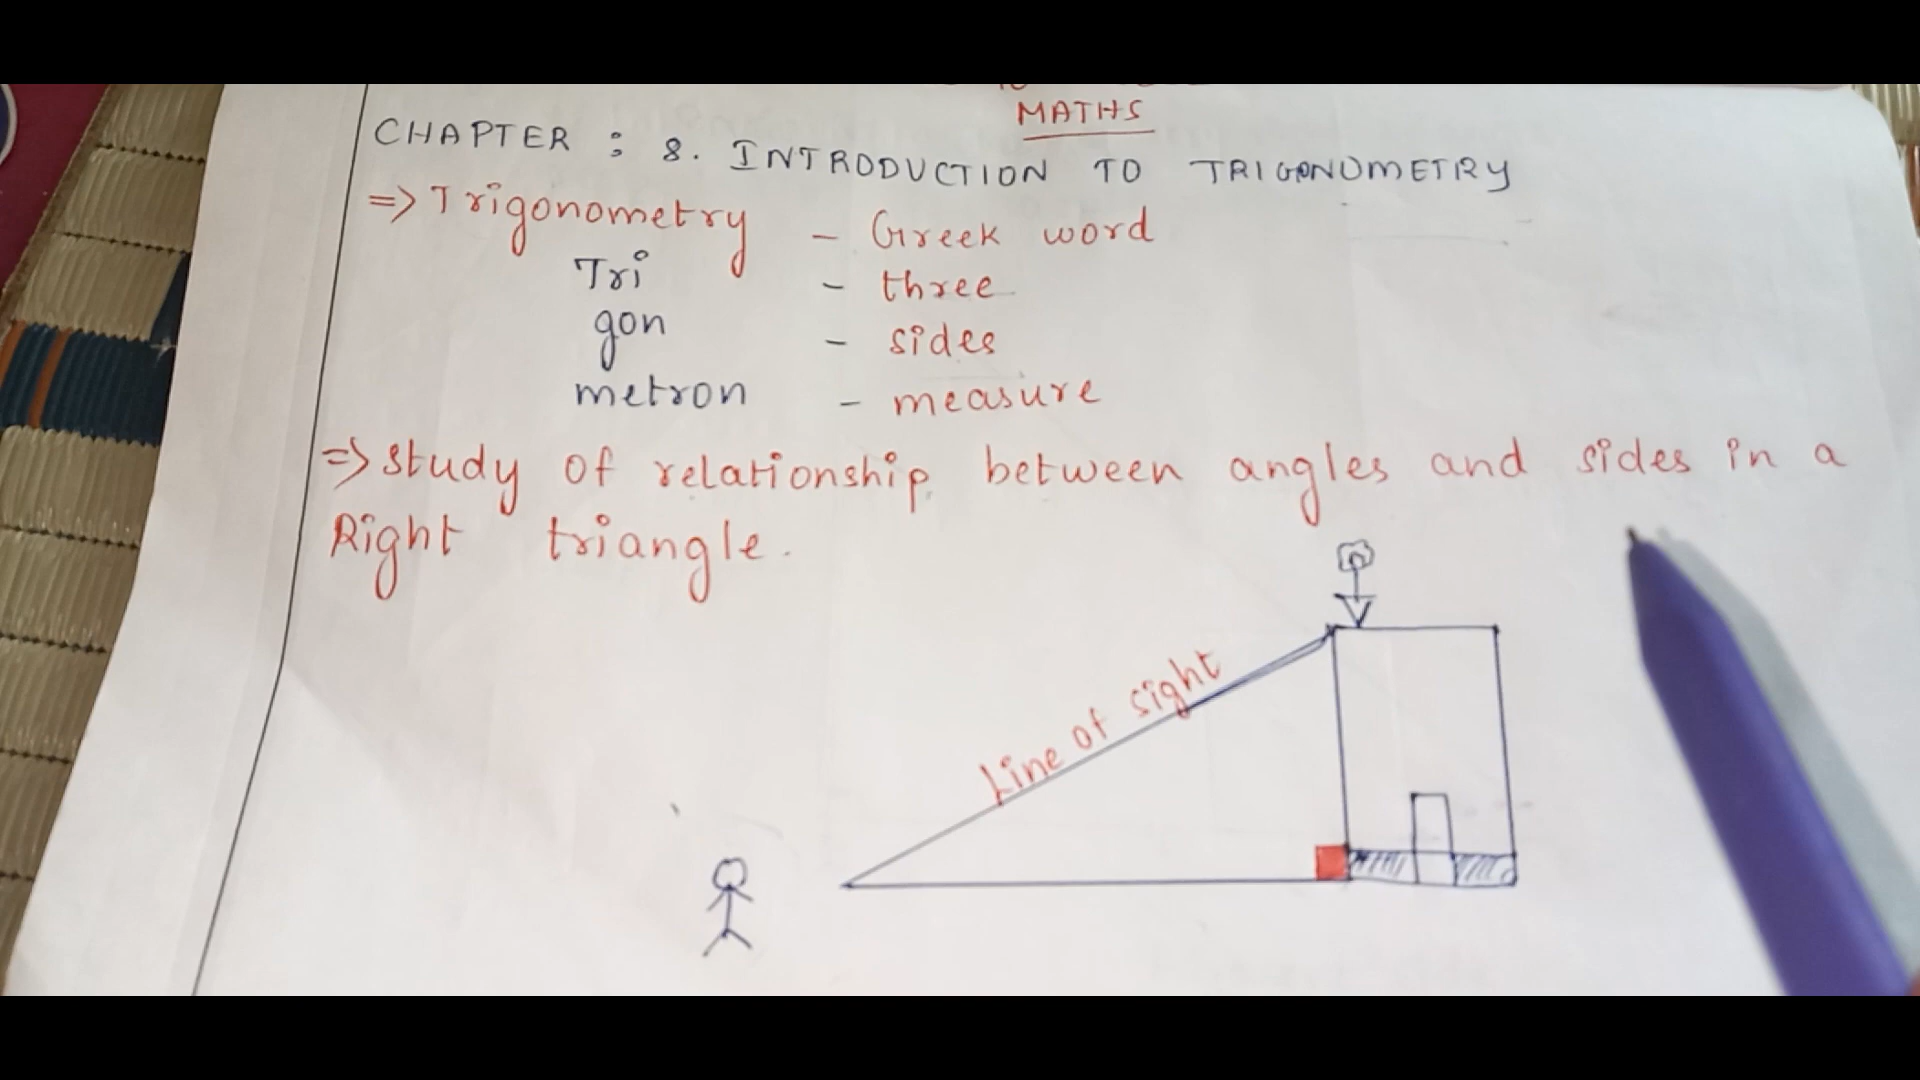 MATHS
CHAPTER : 8. INTRODUCTION TO TRIGONOMETRY
=> Trigonometry - Greek word
Tri - three
gon - sides
metron - measure
=> study of relationship between angles and sides in a
Right triangle.
Line of sight